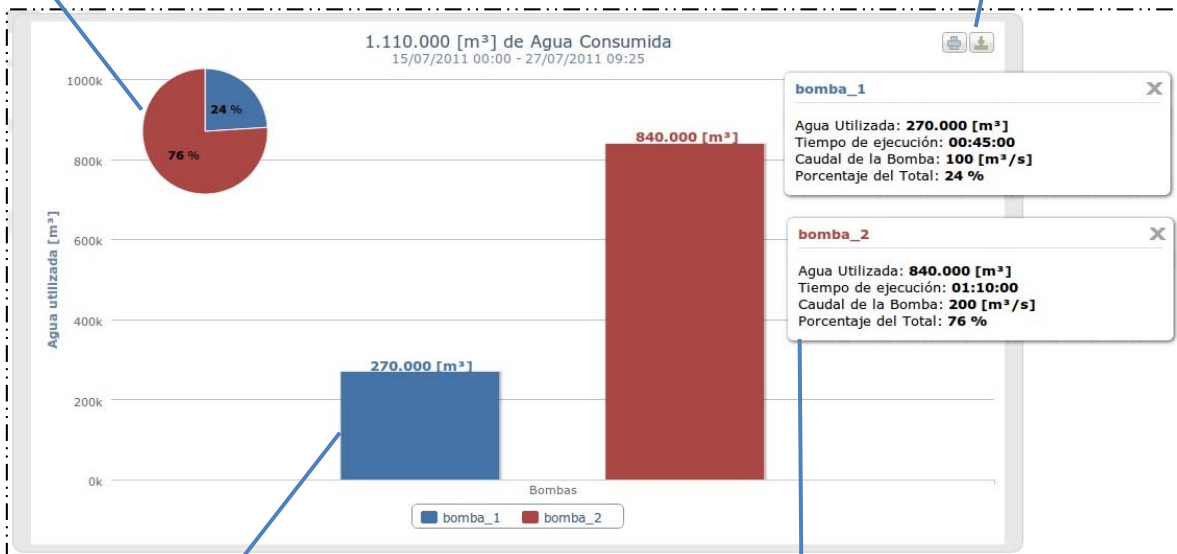 1.110.000 [m³] de Agua Consumida
15/07/2011 00:00 - 27/07/2011 09:25
1000k
800k
600k
400k
200k
0k
Agua utilizada [m³]
24 %
76 %
270.000 [m³]
840.000 [m³]
Bombas
bomba_1
bomba_2
bomba_1
Agua Utilizada: 270.000 [m³]
Tiempo de ejecución: 00:45:00
Caudal de la Bomba: 100 [m³/s]
Porcentaje del Total: 24 %
bomba_2
Agua Utilizada: 840.000 [m³]
Tiempo de ejecución: 01:10:00
Caudal de la Bomba: 200 [m³/s]
Porcentaje del Total: 76 %